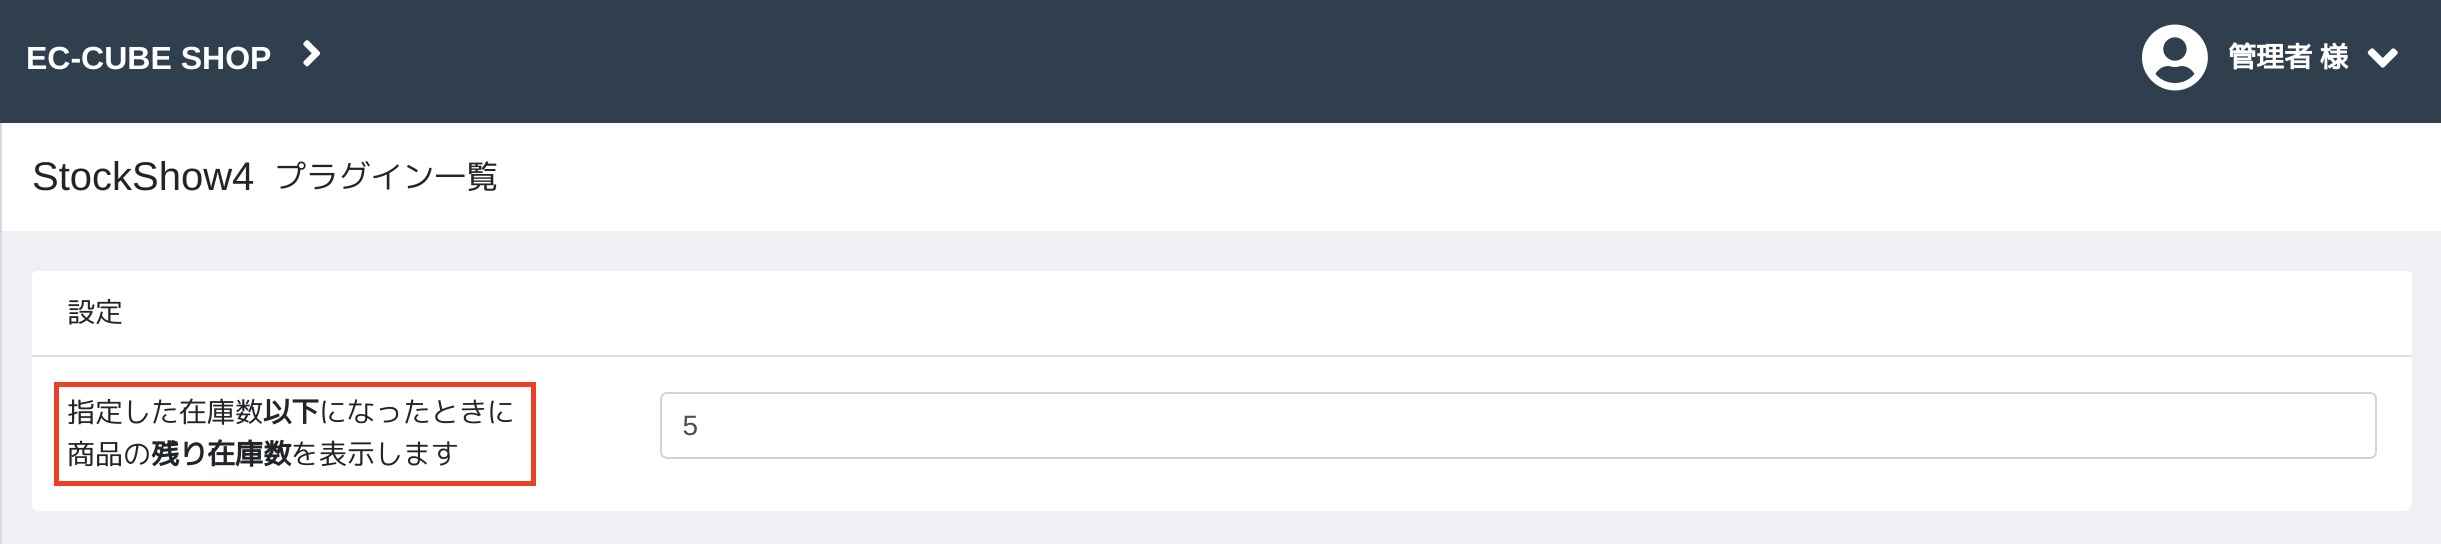 EC-CUBE SHOP
管理者 様
StockShow4 プラグイン一覧
設定
指定した在庫数以下になったときに
商品の残り在庫数を表示します
5